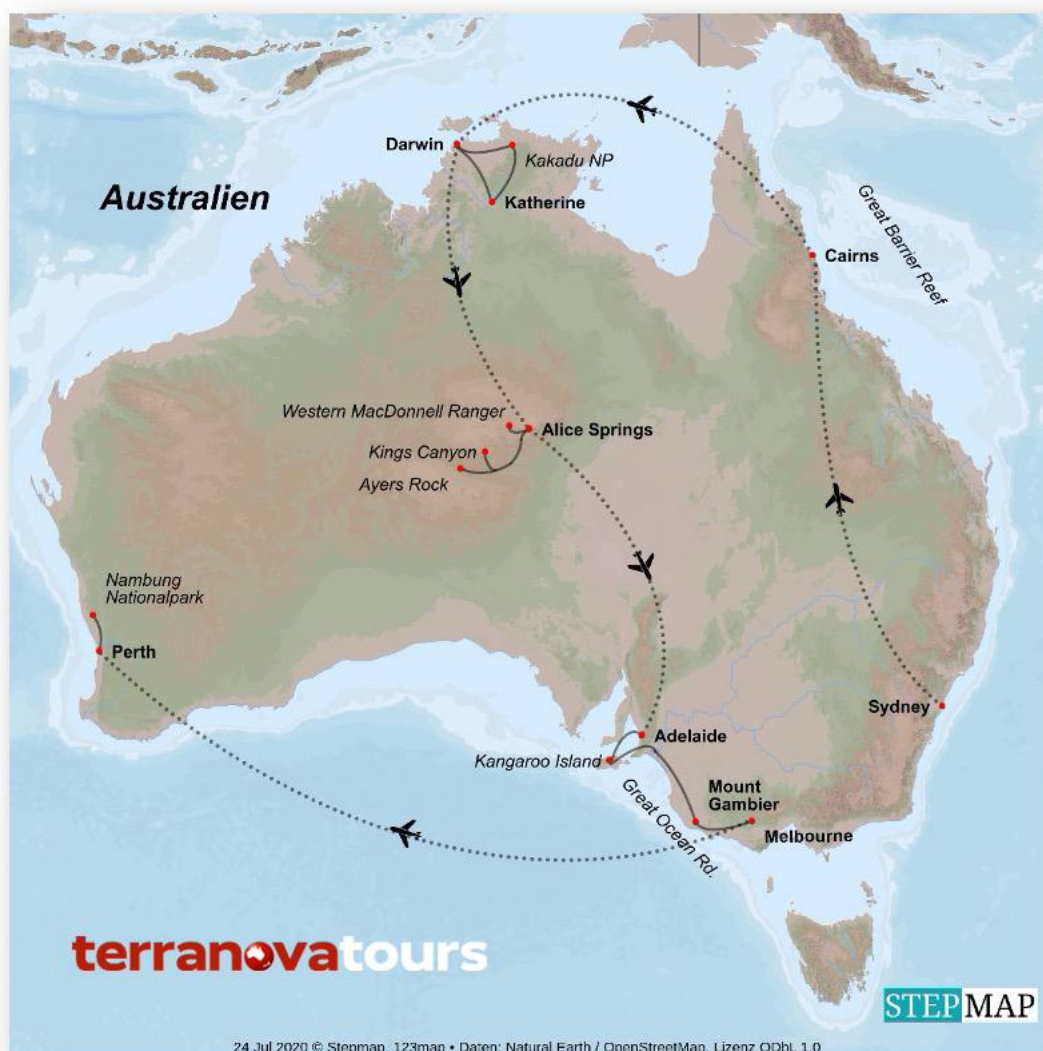 Darwin
Kakadu NP
Australien
Katherine
Great Barrier Reef
Cairns
Western MacDonnell Ranger
Alice Springs
Kings Canyon
Ayers Rock
Nambung
Nationalpark
Perth
Sydney
Adelaide
Kangaroo Island
Mount
Gambier
Great Ocean Rd.
Melbourne
terranovatours
STEPMAP
24 Jul 2020 © Stepmap, 123map • Daten: Natural Earth / OpenStreetMap, Lizenz ODbL 1.0